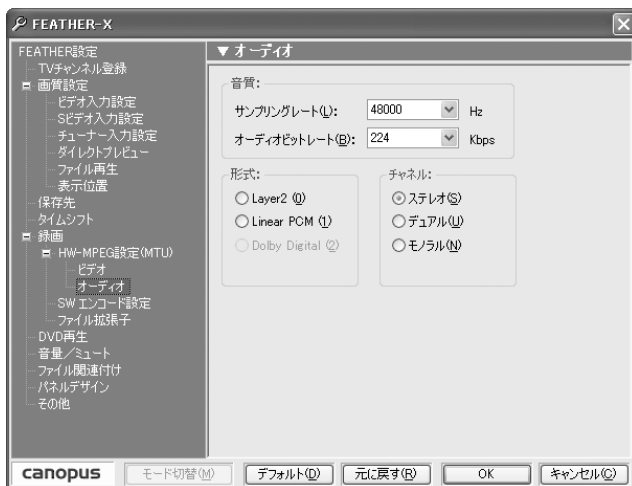 FEATHER-X
FEATHER設定
TVチャンネル登録
画質設定
ビデオ入力設定
Sビデオ入力設定
チューナー入力設定
ダイレクトプレビュー
ファイル再生
表示位置
保存先
タイムシフト
録画
HW-MPEG設定(MTU)
ビデオ
オーディオ
SW エンコード設定
ファイル拡張子
DVD再生
音量／ミュート
ファイル関連付け
パネルデザイン
その他
▼ オーディオ
音質:
サンプリングレート(L): 48000 Hz
オーディオビットレート(B): 224 Kbps
形式:
Layer2 (0)
Linear PCM (1)
Dolby Digital (2)
チャネル:
ステレオ(S)
デュアル(U)
モノラル(N)
canopus モード切替(M) デフォルト(D) 元に戻す(R) OK キャンセル(C)